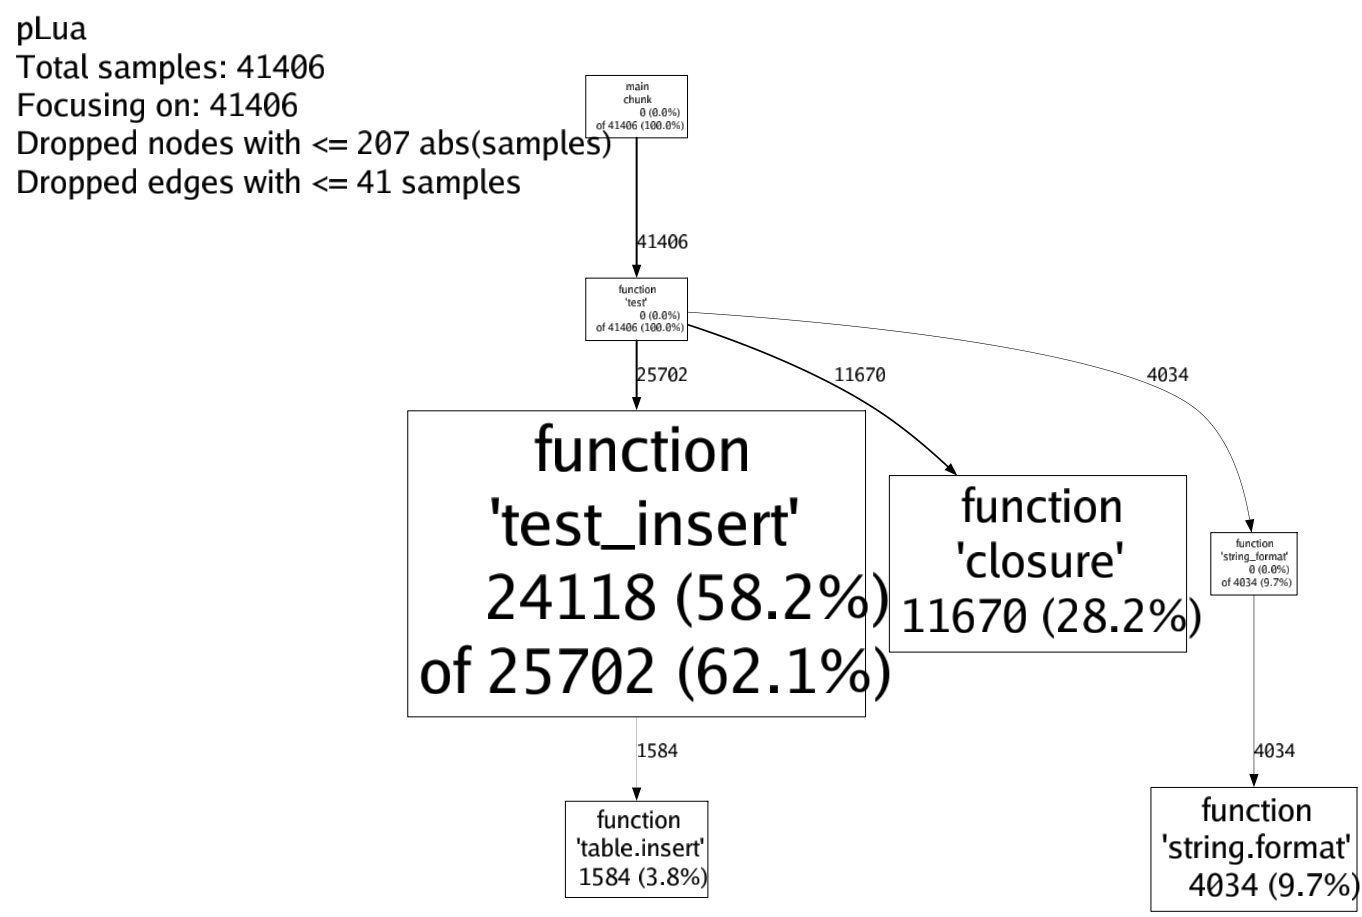 pLua
Total samples: 41406
Focusing on: 41406
Dropped nodes with <= 207 abs(samples)
Dropped edges with <= 41 samples
main
chunk
0 (0.0%)
of 41406 (100.0%)
41406
function
'test'
0 (0.0%)
of 41406 (100.0%)
25702
11670
4034
function
'test_insert'
24118 (58.2%)
of 25702 (62.1%)
function
'closure'
11670 (28.2%)
function
'string_format'
0 (0.0%)
of 4034 (9.7%)
1584
4034
function
'table.insert'
1584 (3.8%)
function
'string.format'
4034 (9.7%)